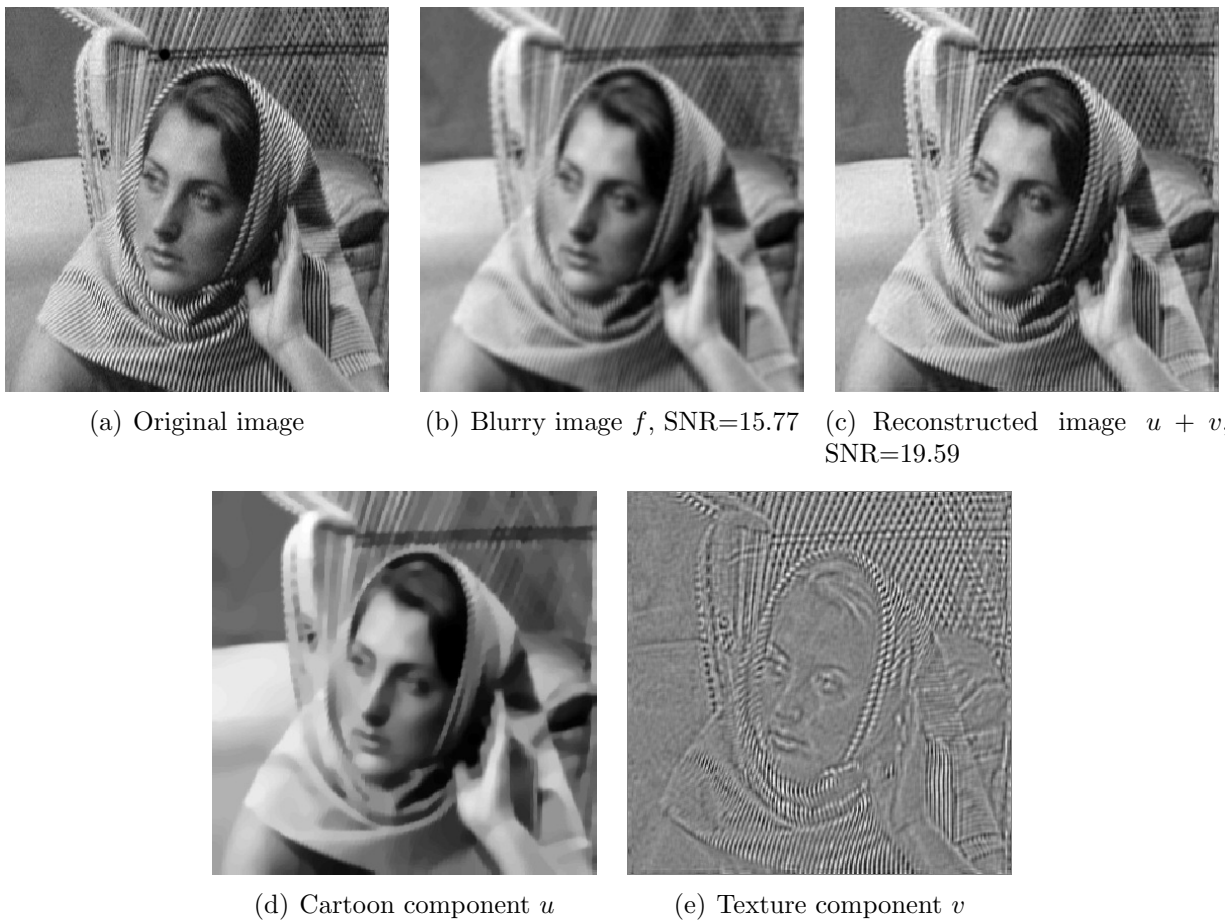 (a) Original image
(b) Blurry image f, SNR=15.77
(c) Reconstructed image u + v,
SNR=19.59
(d) Cartoon component u
(e) Texture component v